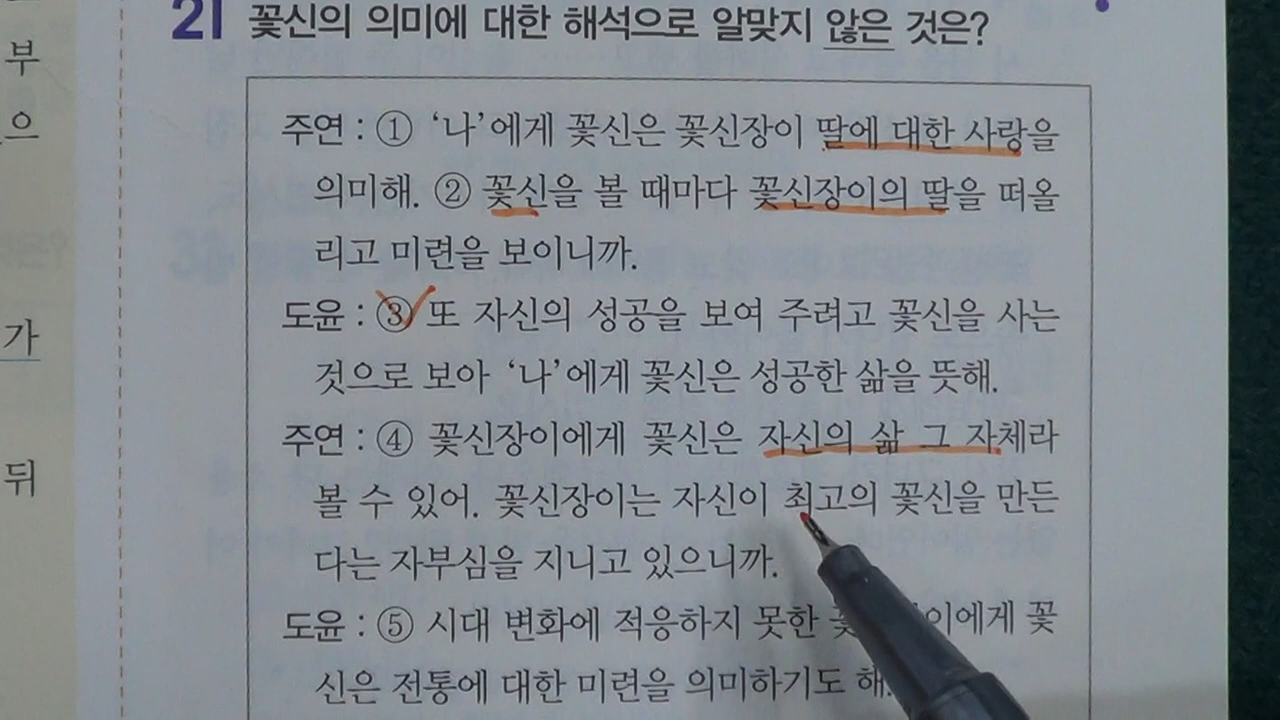 21 꽃신의 의미에 대한 해석으로 알맞지 않은 것은?
부
으
가
뒤
주연 : ① ‘나’에게 꽃신은 꽃신장이 딸에 대한 사랑을
의미해. ② 꽃신을 볼 때마다 꽃신장이의 딸을 떠올
리고 미련을 보이니까.
도윤 : ③ 또 자신의 성공을 보여 주려고 꽃신을 사는
것으로 보아 ‘나’에게 꽃신은 성공한 삶을 뜻해.
주연 : ④ 꽃신장이에게 꽃신은 자신의 삶 그 자체라
볼 수 있어. 꽃신장이는 자신이 최고의 꽃신을 만든
다는 자부심을 지니고 있으니까.
도윤 : ⑤ 시대 변화에 적응하지 못한 이에게 꽃
신은 전통에 대한 미련을 의미하기도 해.